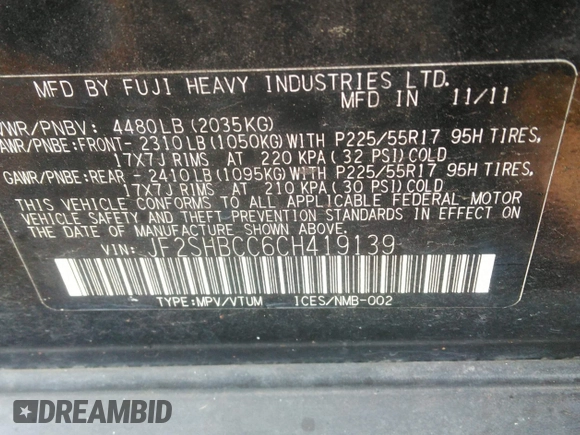 MFD BY FUJI HEAVY INDUSTRIES LTD.
MFD IN 11/11
VWR/PNBV: 4480LB(2035KG)
AWR/PNBE:FRONT- 2310LB(1050KG)WITH P225/55R17 95H TIRES,
17X7J RIMS AT 220 KPA(32 PSI)COLD
GAWR/PNBE:REAR - 2410LB(1095KG)WITH P225/55R17 95H TIRES,
17X7J RIMS AT 210 KPA(30 PSI)COLD
THIS VEHICLE CONFORMS TO ALL APPLICABLE FEDERAL-MOTOR
VEHICLE SAFETY AND THEFT PREVENTION STANDARDS IN EFFECT ON
THE DATE OF MANUFACTURE SHOWN ABOVE.
VIN: JF2SHBCC6CH419139
TYPE:MPV/VTUM ICES/NMB-002
DREAMBID